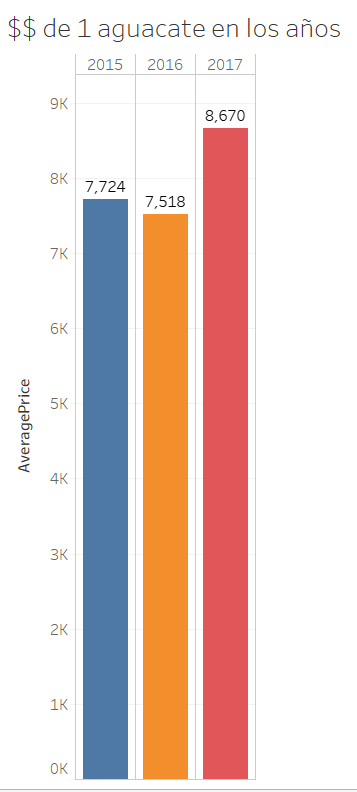 $$ de 1 aguacate en los años
2015 2016 2017
9K
8,670
8K
7,724
7,518
7K
6K
5K
AveragePrice
4K
3K
2K
1K
0K